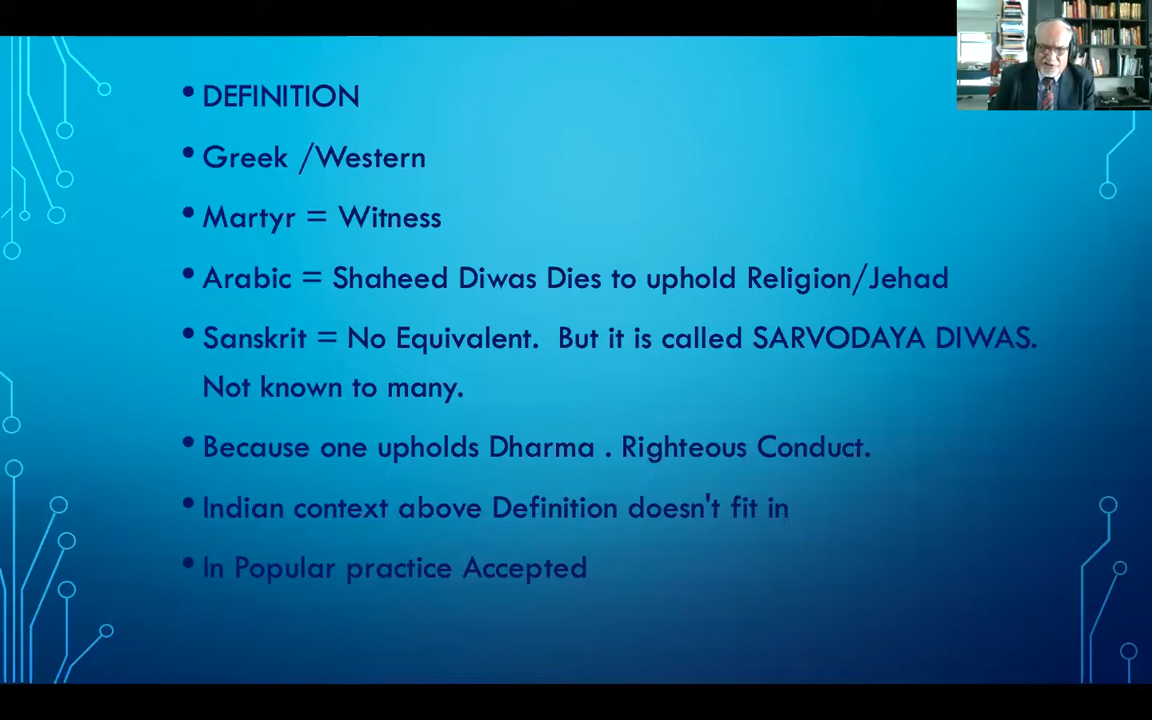 • DEFINITION
• Greek /Western
• Martyr = Witness
• Arabic = Shaheed Diwas Dies to uphold Religion/Jehad
• Sanskrit = No Equivalent. But it is called SARVODAYA DIWAS.
Not known to many.
• Because one upholds Dharma . Righteous Conduct.
• Indian context above Definition doesn't fit in
• In Popular practice Accepted